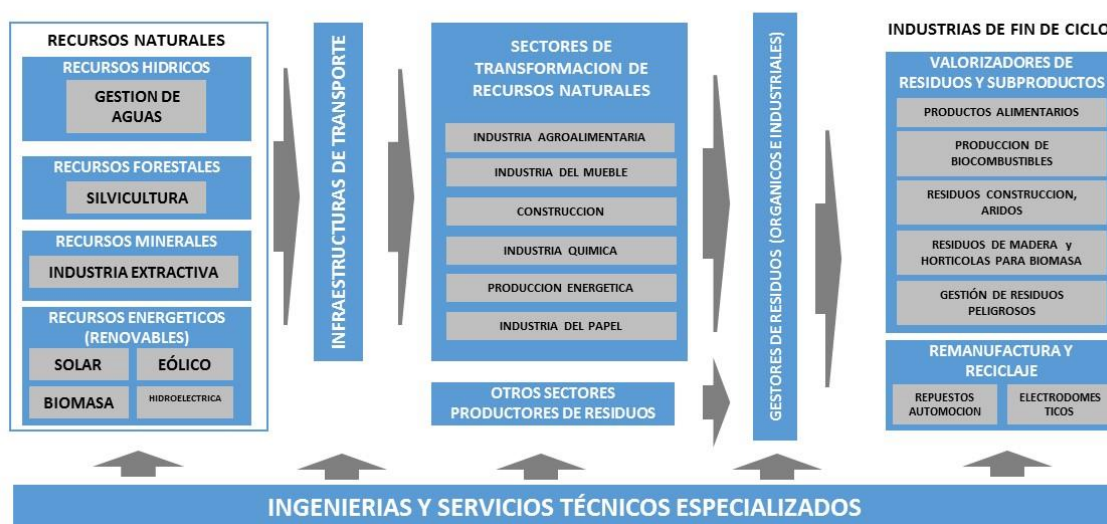 RECURSOS NATURALES
RECURSOS HIDRICOS
GESTION DE
AGUAS
RECURSOS FORESTALES
SILVICULTURA
RECURSOS MINERALES
INDUSTRIA EXTRACTIVA
RECURSOS ENERGETICOS
(RENOVABLES)
SOLAR
EÓLICO
BIOMASA
HIDROELECTRICA
INFRAESTRUCTURAS DE TRANSPORTE
SECTORES DE
TRANSFORMACION DE
RECURSOS NATURALES
INDUSTRIA AGROALIMENTARIA
INDUSTRIA DEL MUEBLE
CONSTRUCCION
INDUSTRIA QUIMICA
PRODUCCION ENERGETICA
INDUSTRIA DEL PAPEL
OTROS SECTORES
PRODUCTORES DE RESIDUOS
GESTORES DE RESIDUOS (ORGANICOS E INDUSTRIALES)
INDUSTRIAS DE FIN DE CICLO
VALORIZADORES DE
RESIDUOS Y SUBPRODUCTOS
PRODUCTOS ALIMENTARIOS
PRODUCCION DE
BIOCOMBUSTIBLES
RESIDUOS CONSTRUCCION,
ARIDOS
RESIDUOS DE MADERA y
HORTICOLAS PARA BIOMASA
GESTIÓN DE RESIDUOS
PELIGROSOS
REMANUFACTURA Y
RECICLAJE
REPUESTOS
AUTOMOCION
ELECTRODOMES
TICOS
INGENIERIAS Y SERVICIOS TÉCNICOS ESPECIALIZADOS